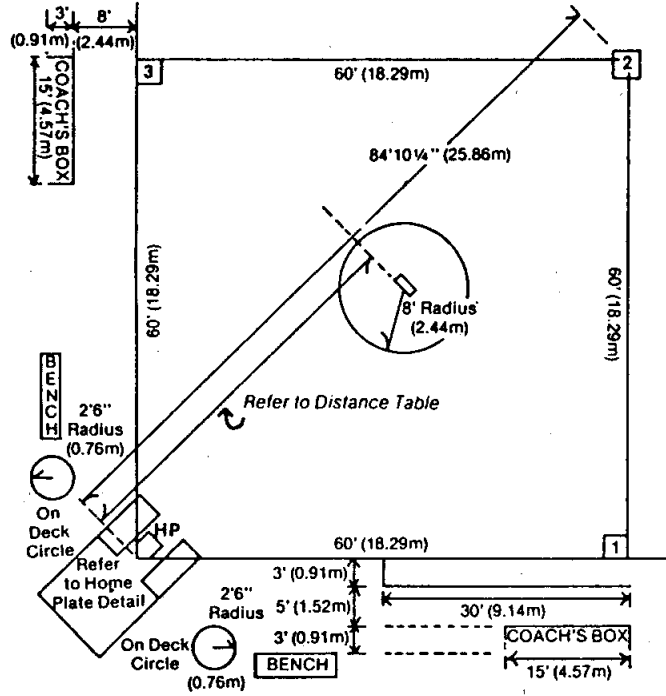 3' 8'
(0.91m) (2.44m)
3
60' (18.29m)
2
COACH'S BOX
15' (4.57m)
84'10¼" (25.86m)
60' (18.29m)
8' Radius
(2.44m)
60' (18.29m)
BENCH
2'6"
Radius
(0.76m)
Refer to Distance Table
On
Deck
Circle
HP
Refer
to Home
Plate Detail
60' (18.29m)
1
3' (0.91m)
30' (9.14m)
5' (1.52m)
2'6"
Radius
3' (0.91m)
COACH'S BOX
On Deck
Circle
(0.76m)
BENCH
15' (4.57m)